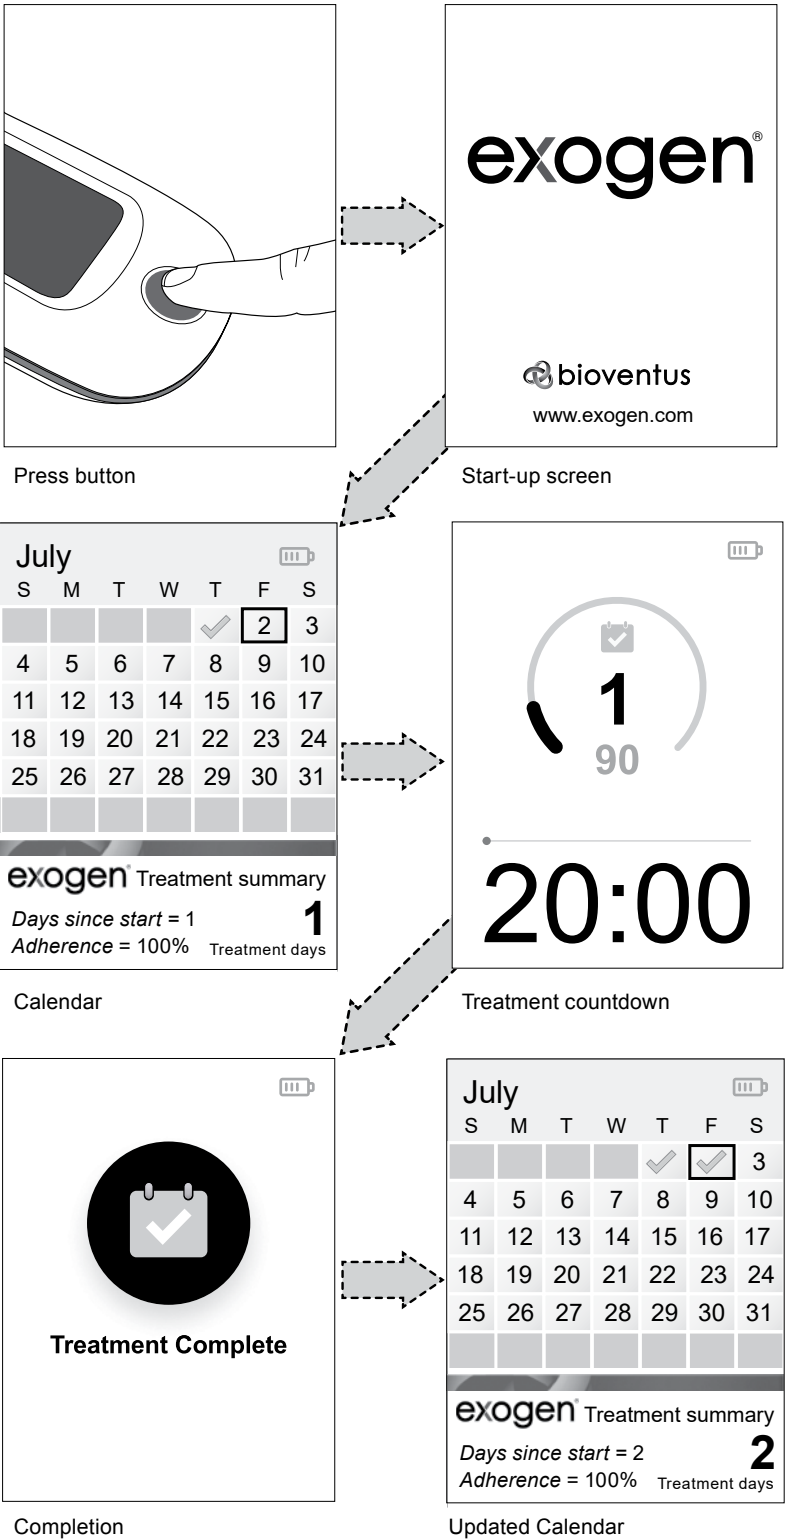 exogen®
bioventus
www.exogen.com
Press button
Start-up screen
July
S M T W T F S
2 3
4 5 6 7 8 9 10
11 12 13 14 15 16 17
18 19 20 21 22 23 24
25 26 27 28 29 30 31
exogen® Treatment summary
Days since start = 1
Adherence = 100%
1
Treatment days
Calendar
1
90
20:00
Treatment countdown
Treatment Complete
Completion
July
S M T W T F S
3
4 5 6 7 8 9 10
11 12 13 14 15 16 17
18 19 20 21 22 23 24
25 26 27 28 29 30 31
exogen® Treatment summary
Days since start = 2
Adherence = 100%
2
Treatment days
Updated Calendar